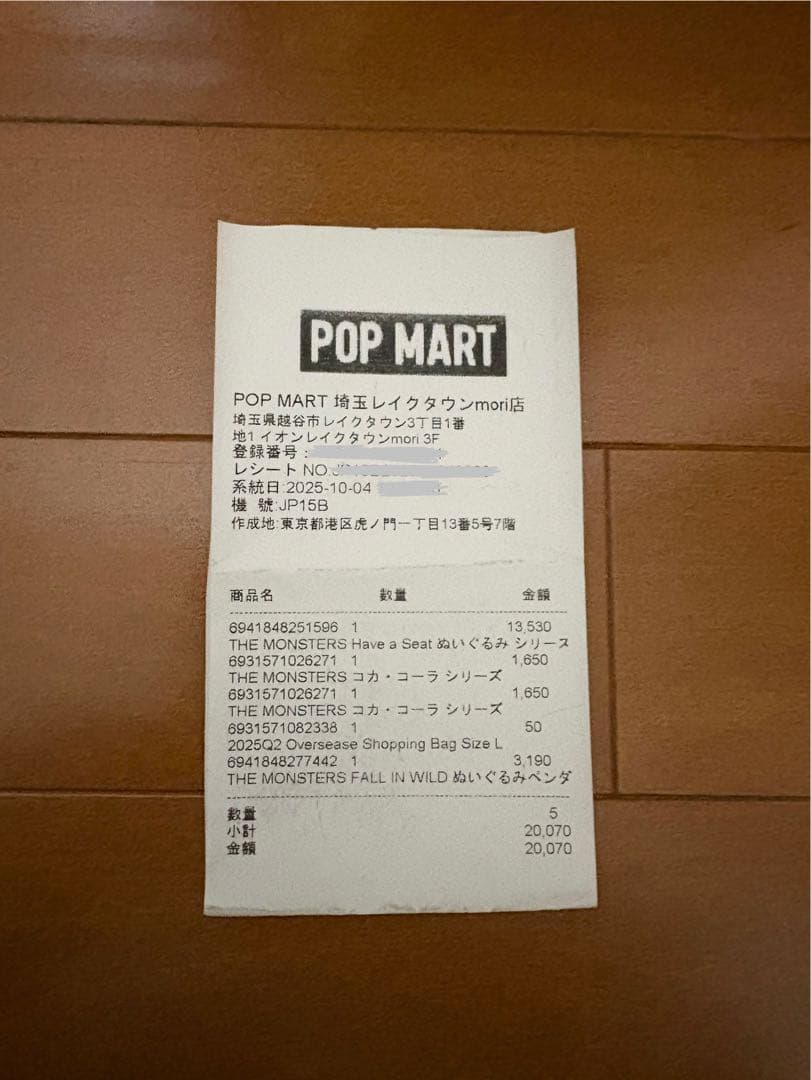 POP MART
POP MART 埼玉レイクタウンmori店
埼玉県越谷市レイクタウン3丁目1番
地1 イオンレイクタウンmori 3F
登録番号:
レシート NO.
系統日:2025-10-04
機 號:JP15B
作成地:東京都港区虎ノ門一丁目13番5号7階
商品名 数量 金額
6941848251596 1 13,530
THE MONSTERS Have a Seat ぬいぐるみ シリーズ
6931571026271 1 1,650
THE MONSTERS コカ・コーラ シリーズ
6931571026271 1 1,650
THE MONSTERS コカ・コーラ シリーズ
6931571082338 1 50
2025Q2 Oversease Shopping Bag Size L
6941848277442 1 3,190
THE MONSTERS FALL IN WILD ぬいぐるみペンダ
數量 5
小計 20,070
金額 20,070